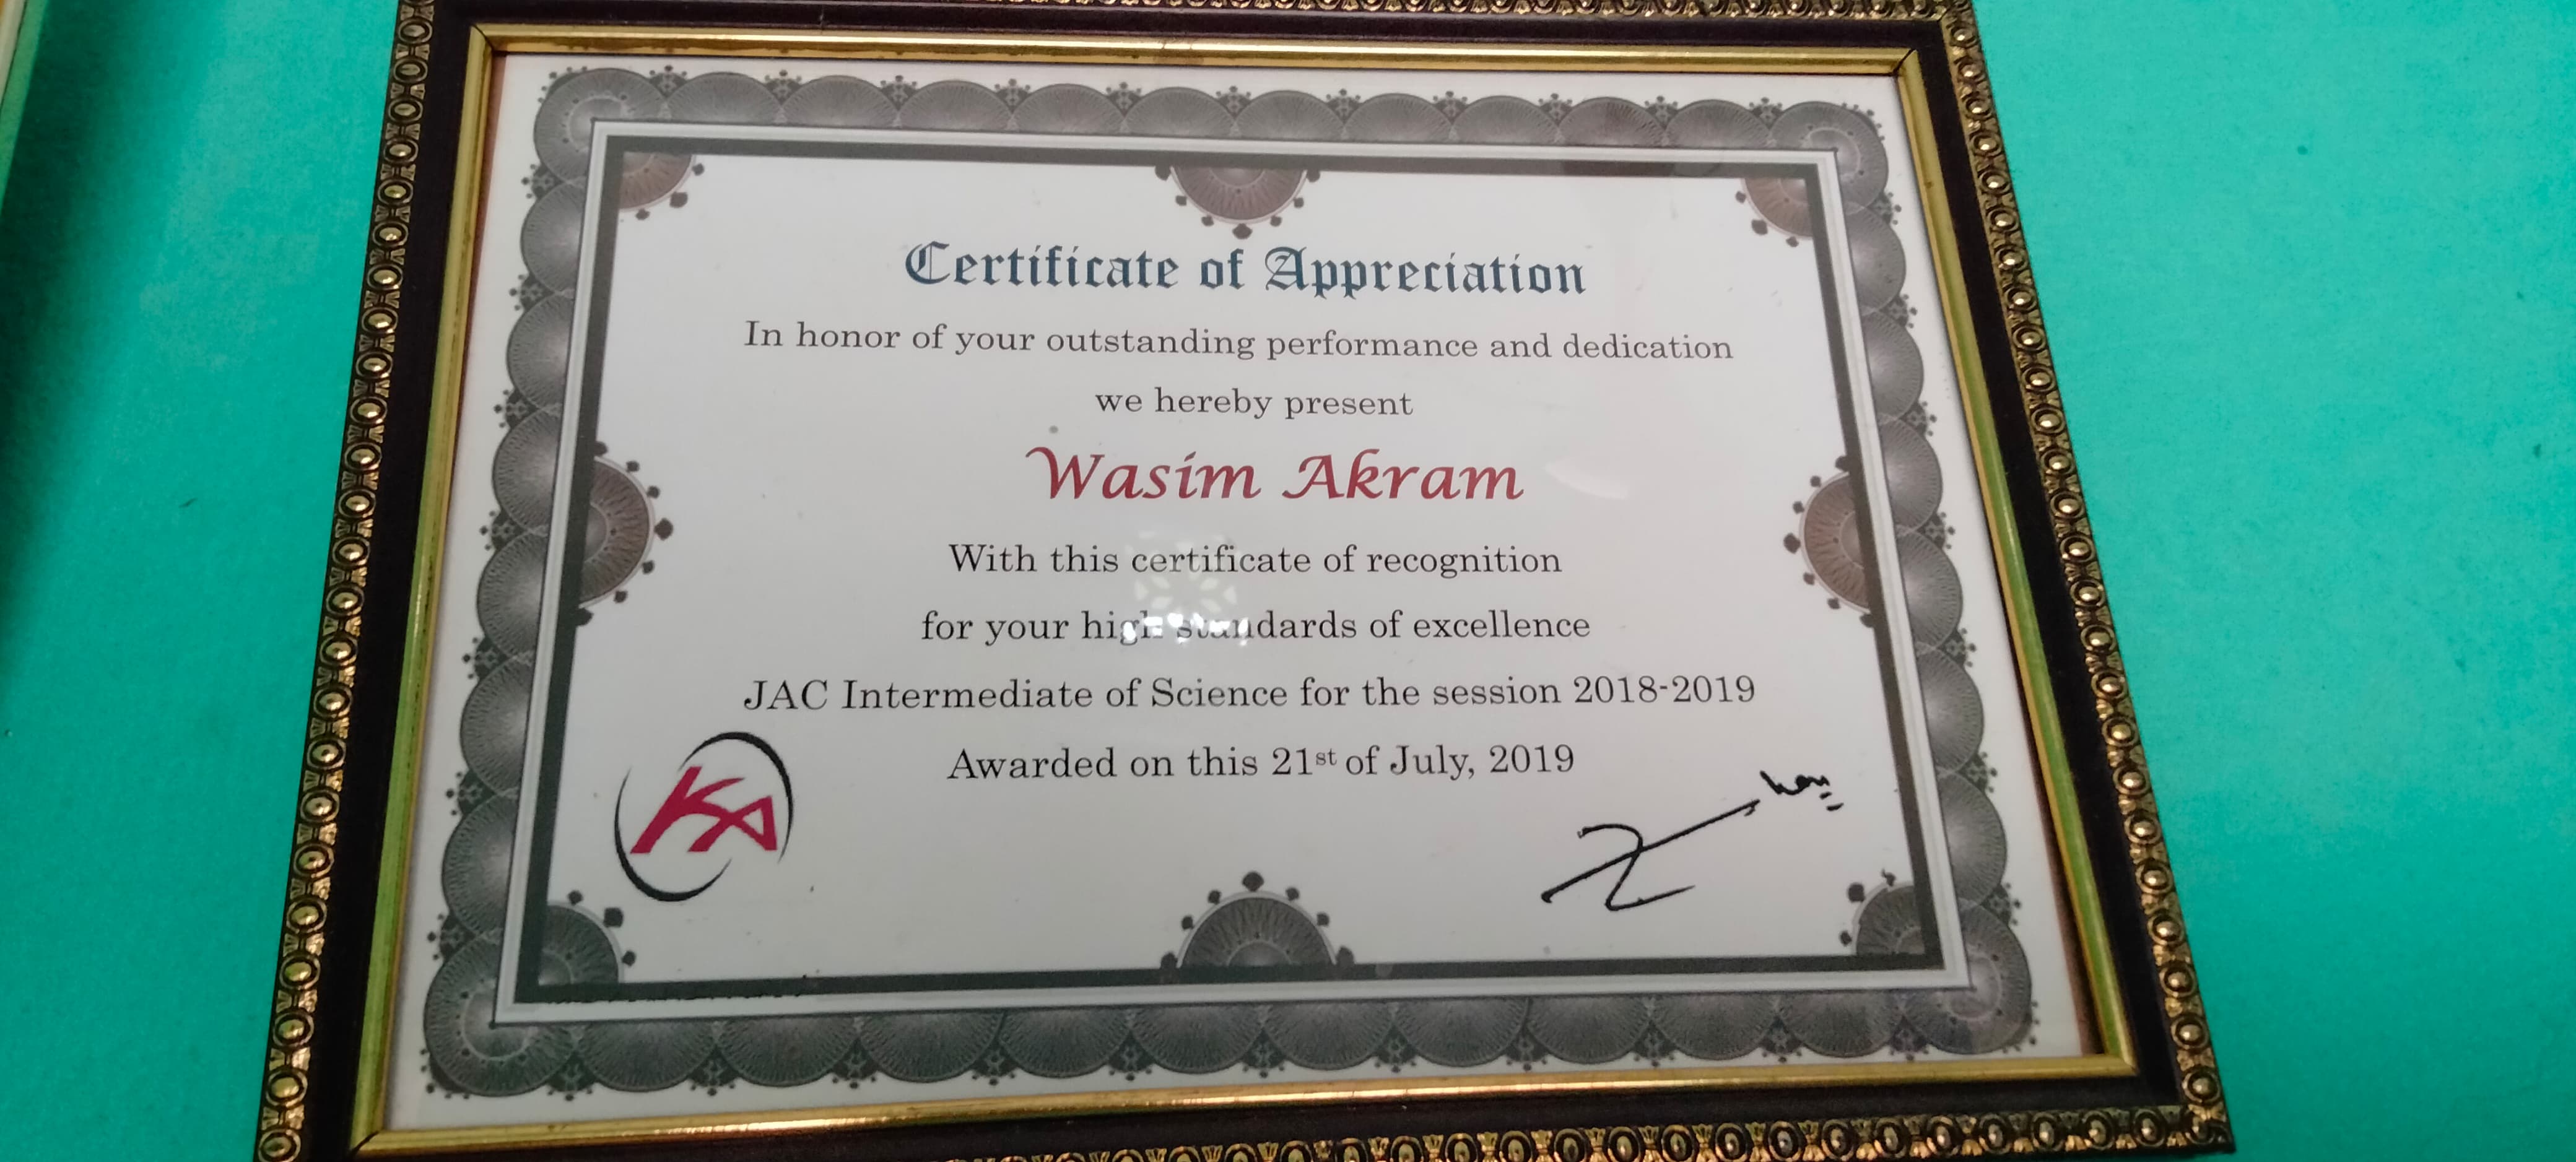 Certificate of Appreciation
In honor of your outstanding performance and dedication
we hereby present
Wasim Akram
With this certificate of recognition
for your high standards of excellence
JAC Intermediate of Science for the session 2018-2019
Awarded on this 21st of July, 2019
KA